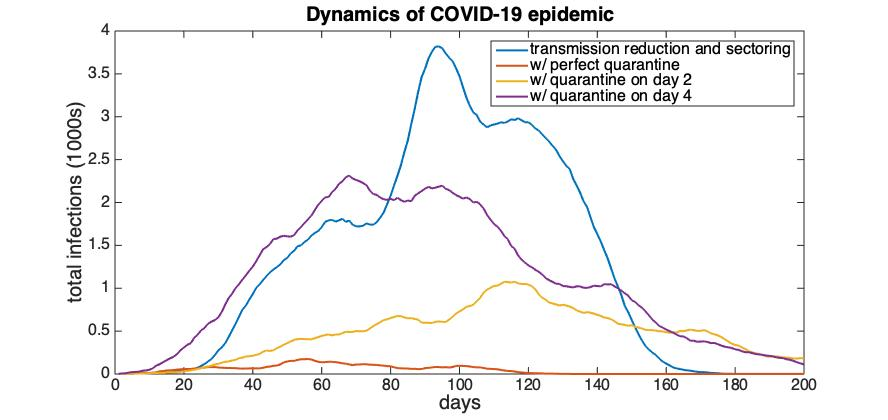 Dynamics of COVID-19 epidemic
4
3.5
3
2.5
2
1.5
1
0.5
0
total infections (1000s)
transmission reduction and sectoring
w/ perfect quarantine
w/ quarantine on day 2
w/ quarantine on day 4
0 20 40 60 80 100 120 140 160 180 200
days